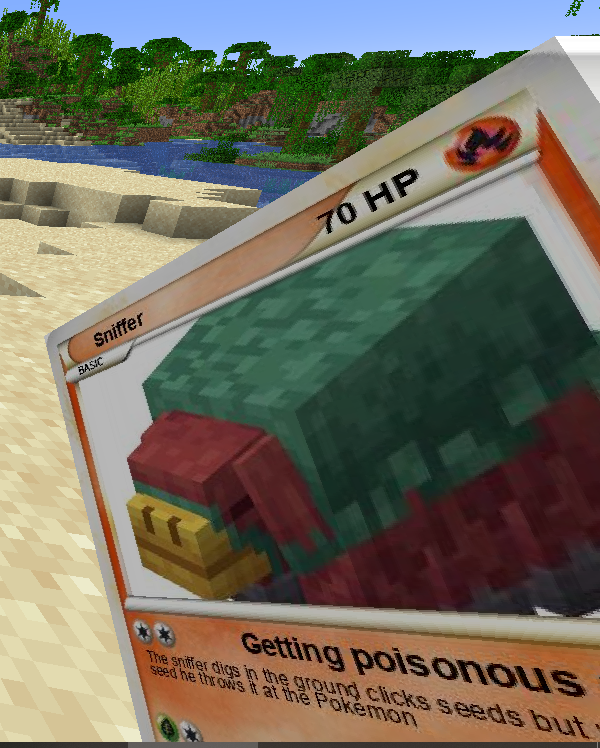 70 HP
Sniffer
BASIC
Getting poisonous
The sniffer digs in the ground clicks seeds but
seed he throws it at the Pokémon